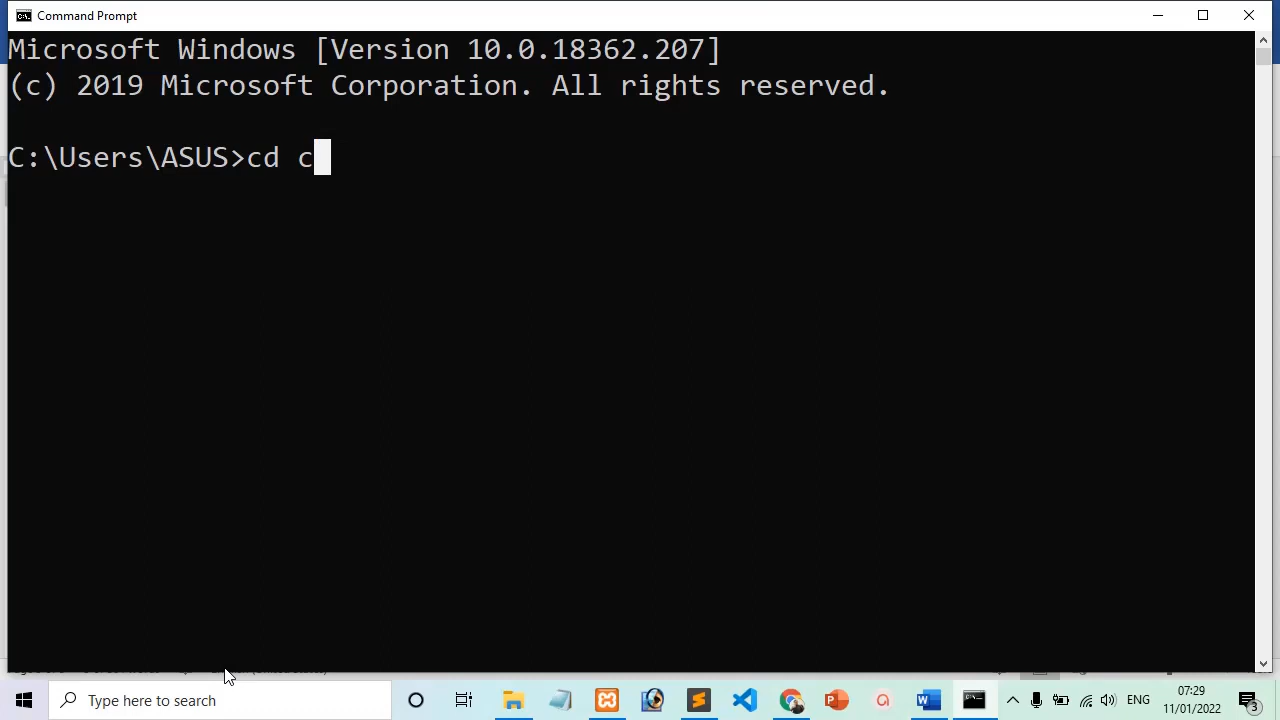 Command Prompt
Microsoft Windows [Version 10.0.18362.207]
(c) 2019 Microsoft Corporation. All rights reserved.
C:\Users\ASUS>cd c
Type here to search
ENG
07:29
11/01/2022
3